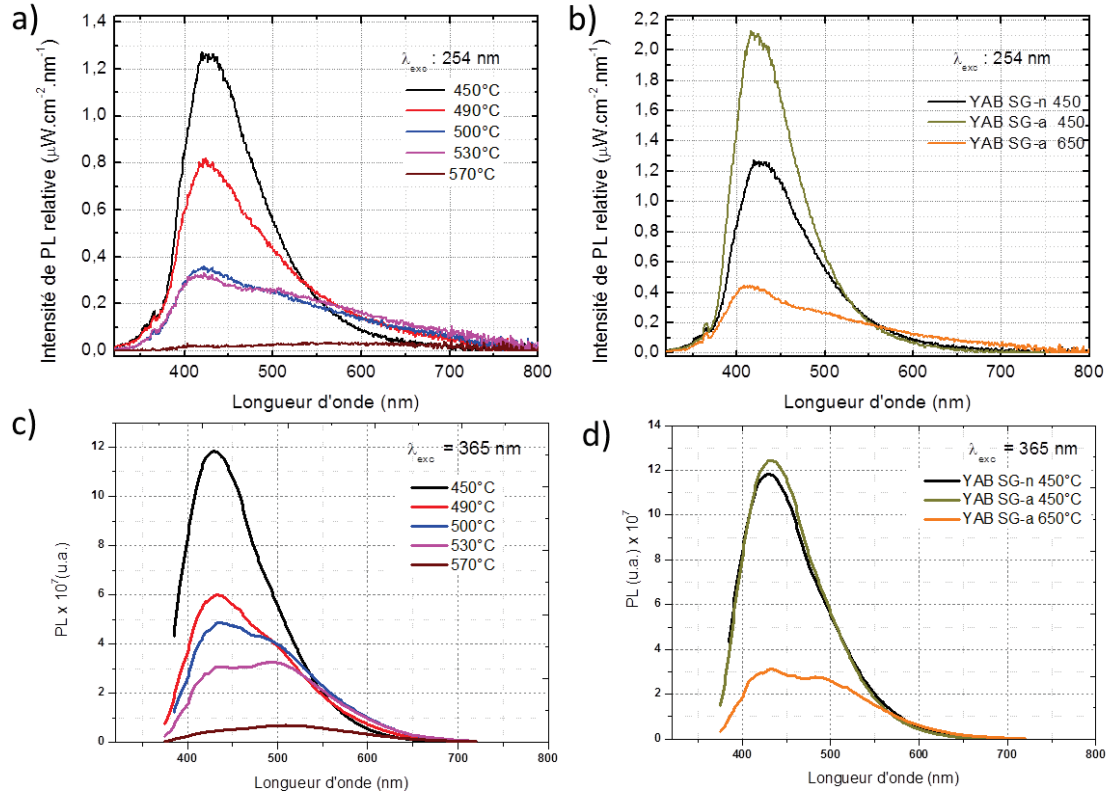 a)
Intensité de PL relative (µW.cm⁻².nm⁻¹)
1,4
1,2
1,0
0,8
0,6
0,4
0,2
0,0
λexc : 254 nm
450°C
490°C
500°C
530°C
570°C
400 500 600 700 800
Longueur d'onde (nm)
b)
Intensité de PL relative (µW.cm⁻².nm⁻¹)
2,2
2,0
1,8
1,6
1,4
1,2
1,0
0,8
0,6
0,4
0,2
0,0
λexc : 254 nm
YAB SG-n 450
YAB SG-a 450
YAB SG-a 650
400 500 600 700 800
Longueur d'onde (nm)
c)
PL x 10⁷(u.a.)
12
10
8
6
4
2
0
λexc = 365 nm
450°C
490°C
500°C
530°C
570°C
400 500 600 700 800
Longueur d'onde (nm)
d)
PL (u.a.) x 10⁷
14
12
10
8
6
4
2
0
λexc = 365 nm
YAB SG-n 450°C
YAB SG-a 450°C
YAB SG-a 650°C
400 500 600 700 800
Longueur d'onde (nm)